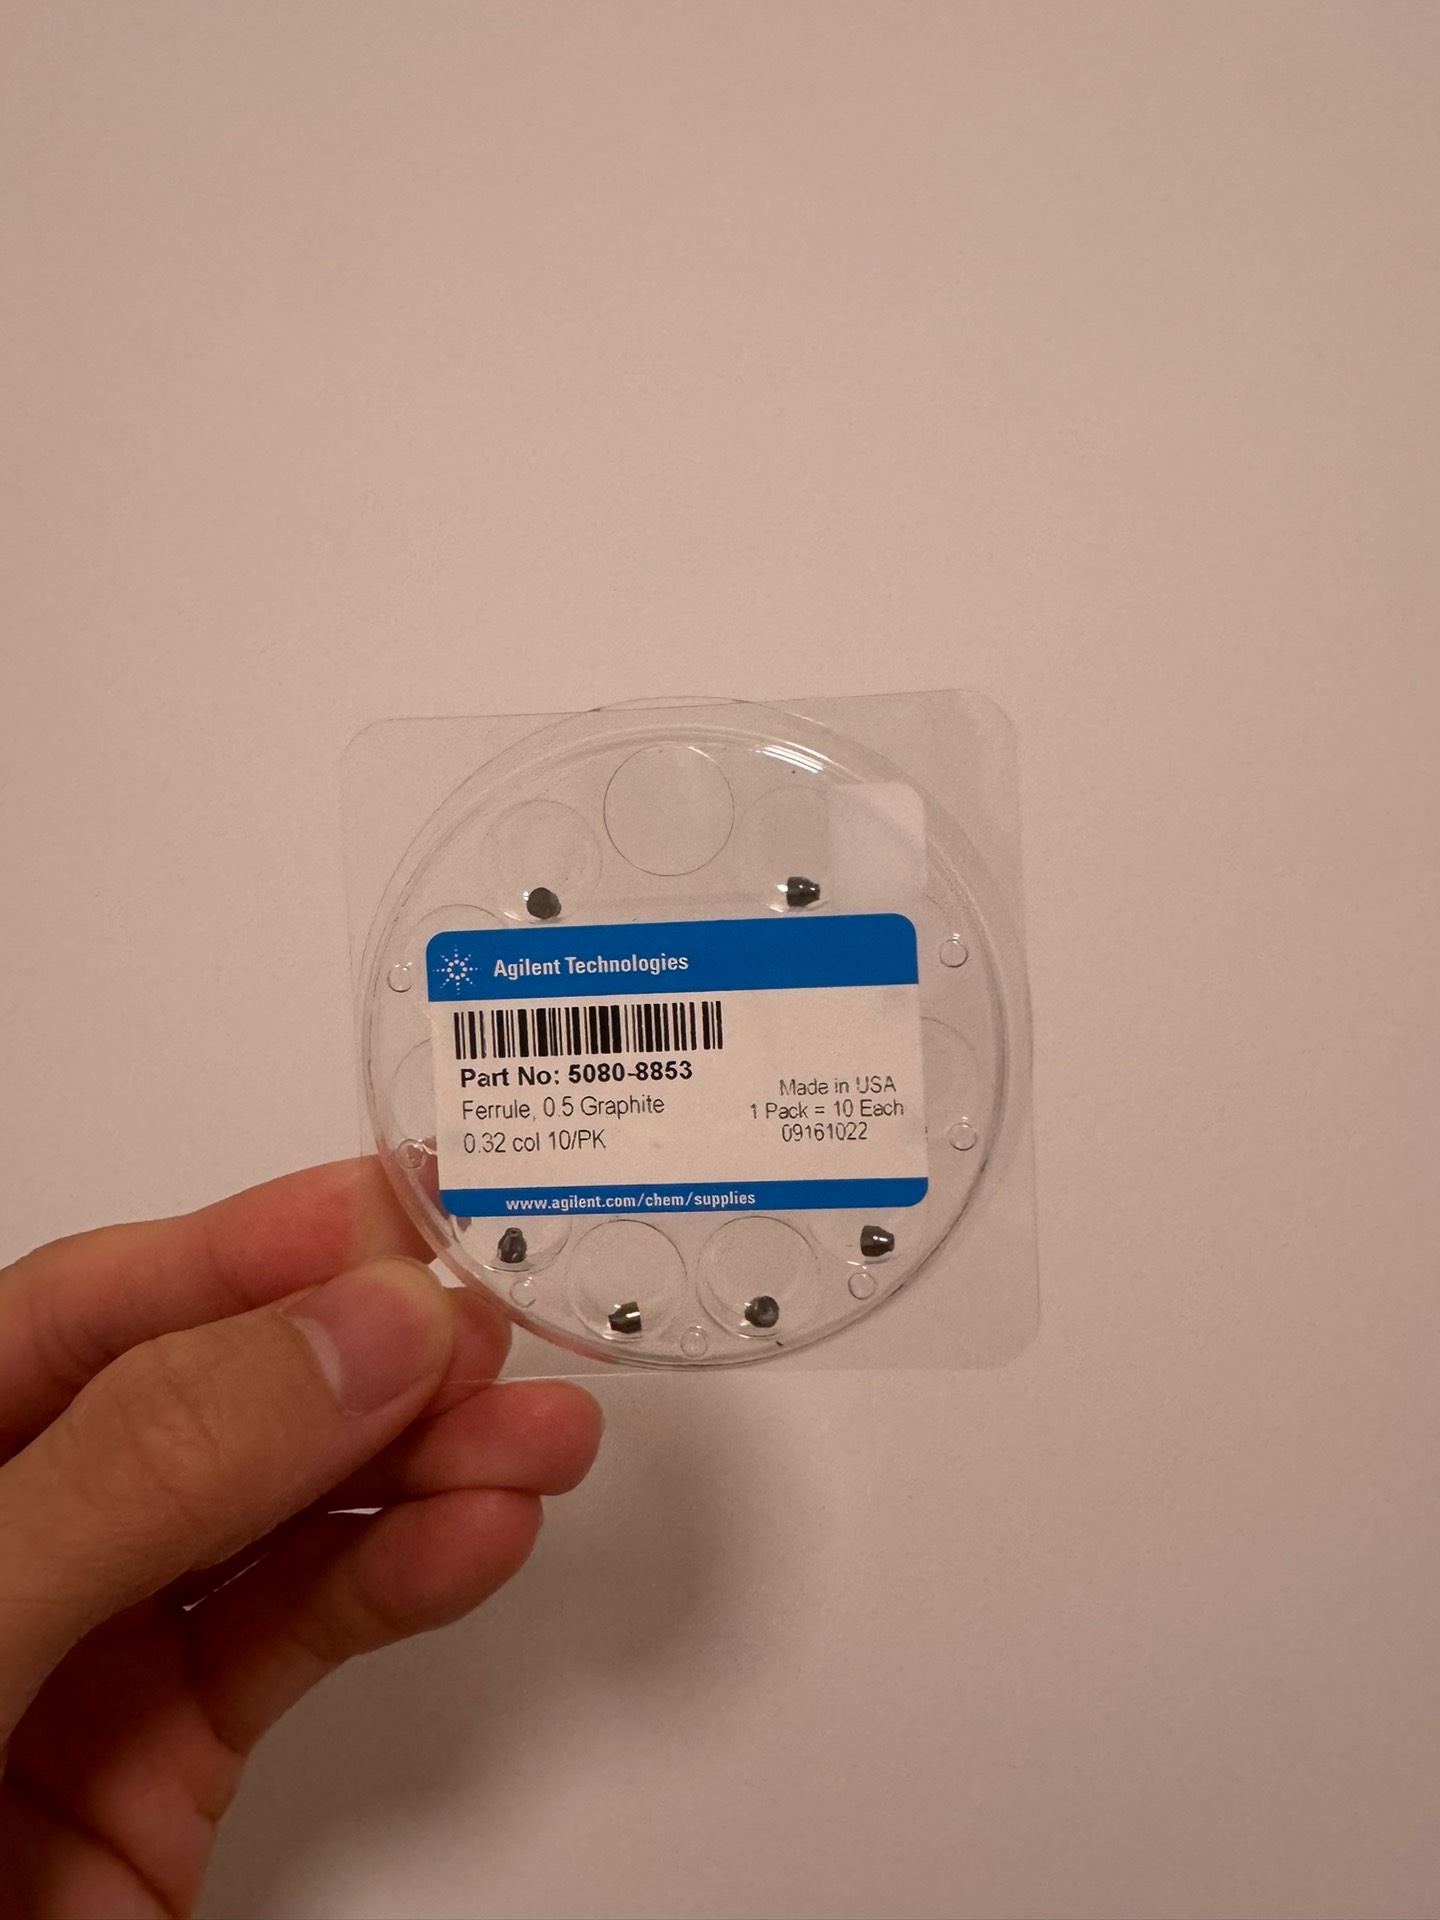 Agilent Technologies
Part No: 5080-8853
Ferrule, 0.5 Graphite
0.32 col 10/PK
Made in USA
1 Pack = 10 Each
09161022
www.agilent.com/chem/supplies